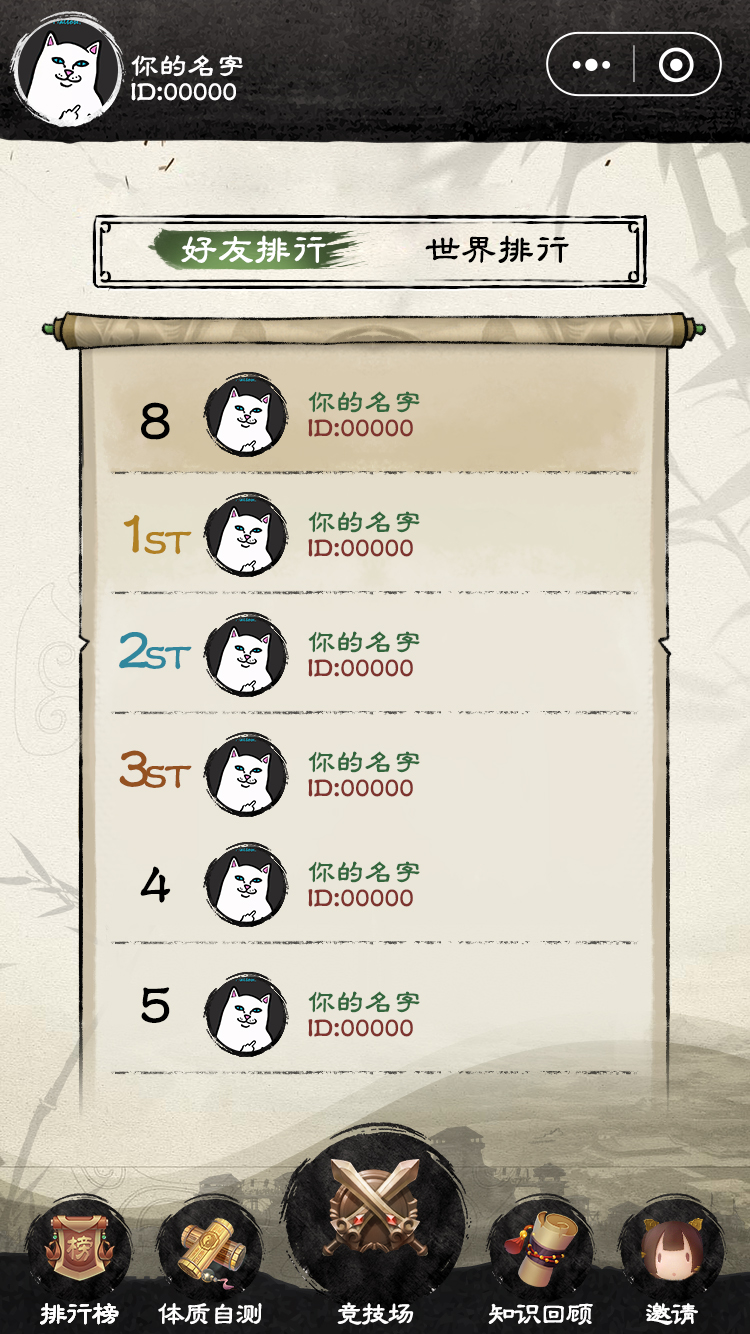 你的名字
ID:00000
好友排行
世界排行
8
你的名字
ID:00000
1ST
你的名字
ID:00000
2ST
你的名字
ID:00000
3ST
你的名字
ID:00000
4
你的名字
ID:00000
5
你的名字
ID:00000
榜
排行榜
体质自测
竞技场
知识回顾
邀请